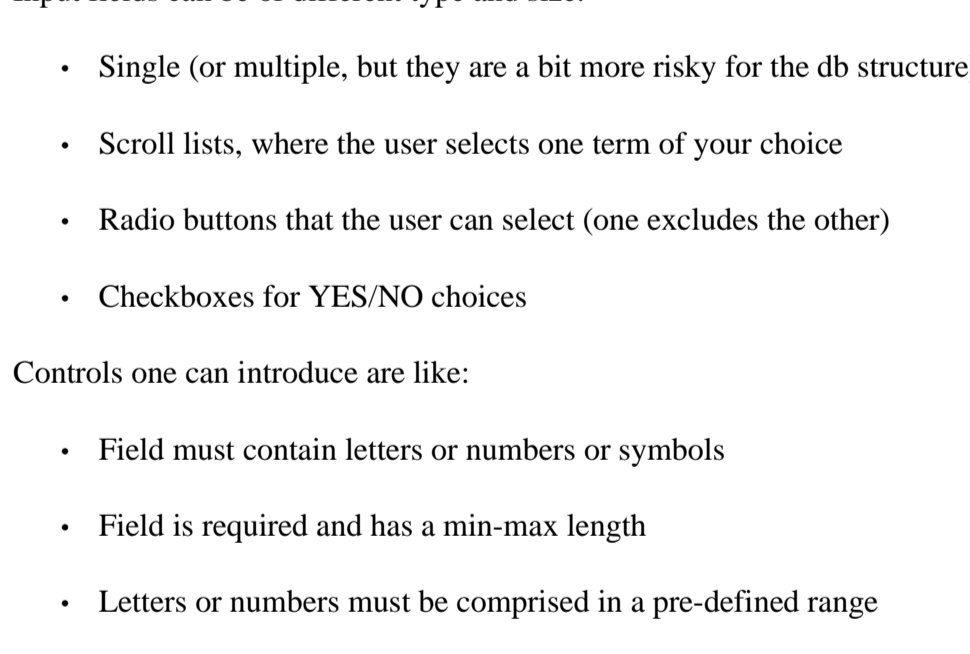 • Single (or multiple, but they are a bit more risky for the db structure
• Scroll lists, where the user selects one term of your choice
• Radio buttons that the user can select (one excludes the other)
• Checkboxes for YES/NO choices
Controls one can introduce are like:
• Field must contain letters or numbers or symbols
• Field is required and has a min-max length
• Letters or numbers must be comprised in a pre-defined range